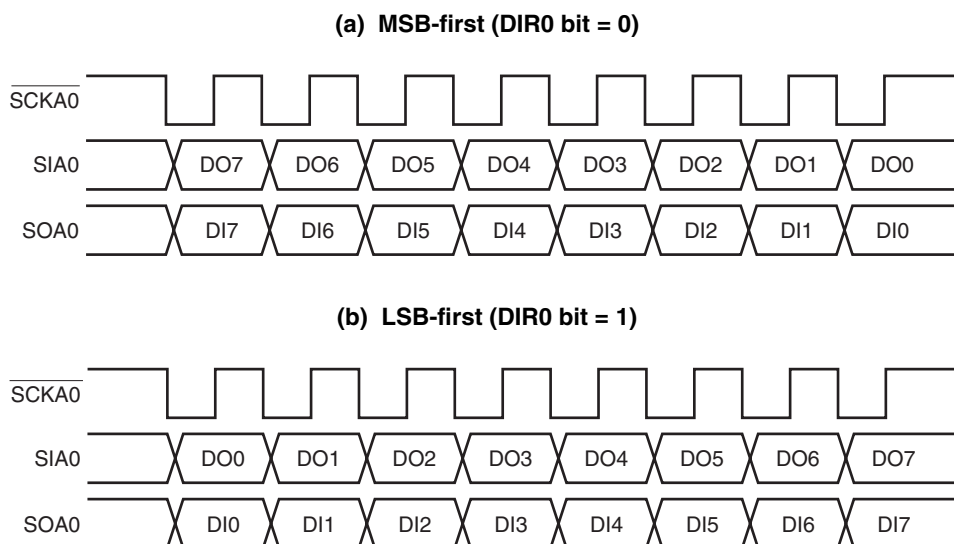 (a) MSB-first (DIR0 bit = 0)
SCKA0
SIA0 DO7 DO6 DO5 DO4 DO3 DO2 DO1 DO0
SOA0 DI7 DI6 DI5 DI4 DI3 DI2 DI1 DI0
(b) LSB-first (DIR0 bit = 1)
SCKA0
SIA0 DO0 DO1 DO2 DO3 DO4 DO5 DO6 DO7
SOA0 DI0 DI1 DI2 DI3 DI4 DI5 DI6 DI7